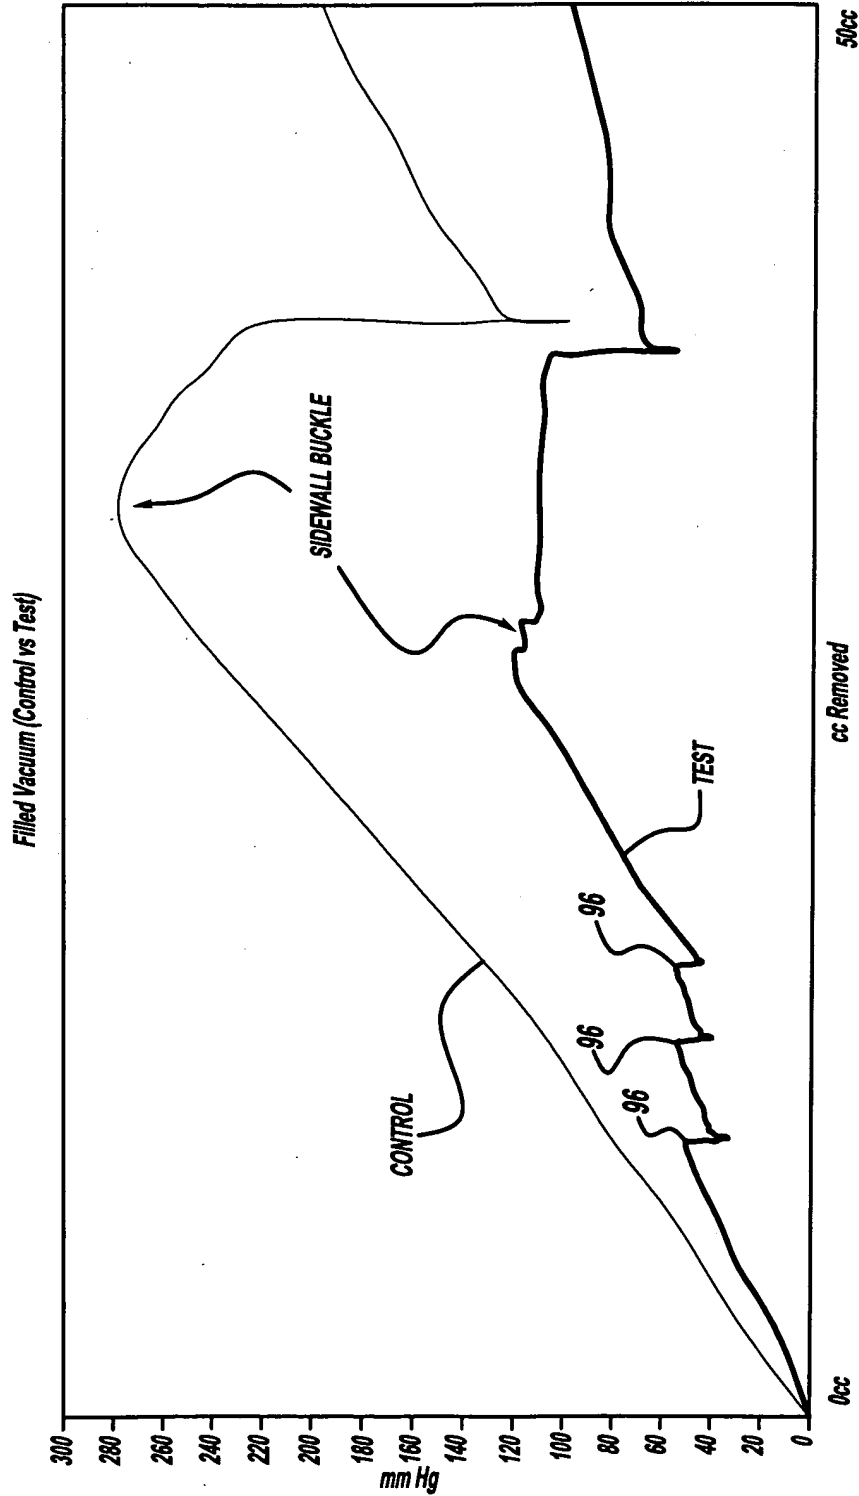 Filled Vacuum (Control vs Test)
300
280
260
240
220
200
180
160
140
120
100
80
60
40
20
0
mm Hg
CONTROL
SIDEWALL BUCKLE
96
96
96
TEST
0cc
cc Removed
50cc